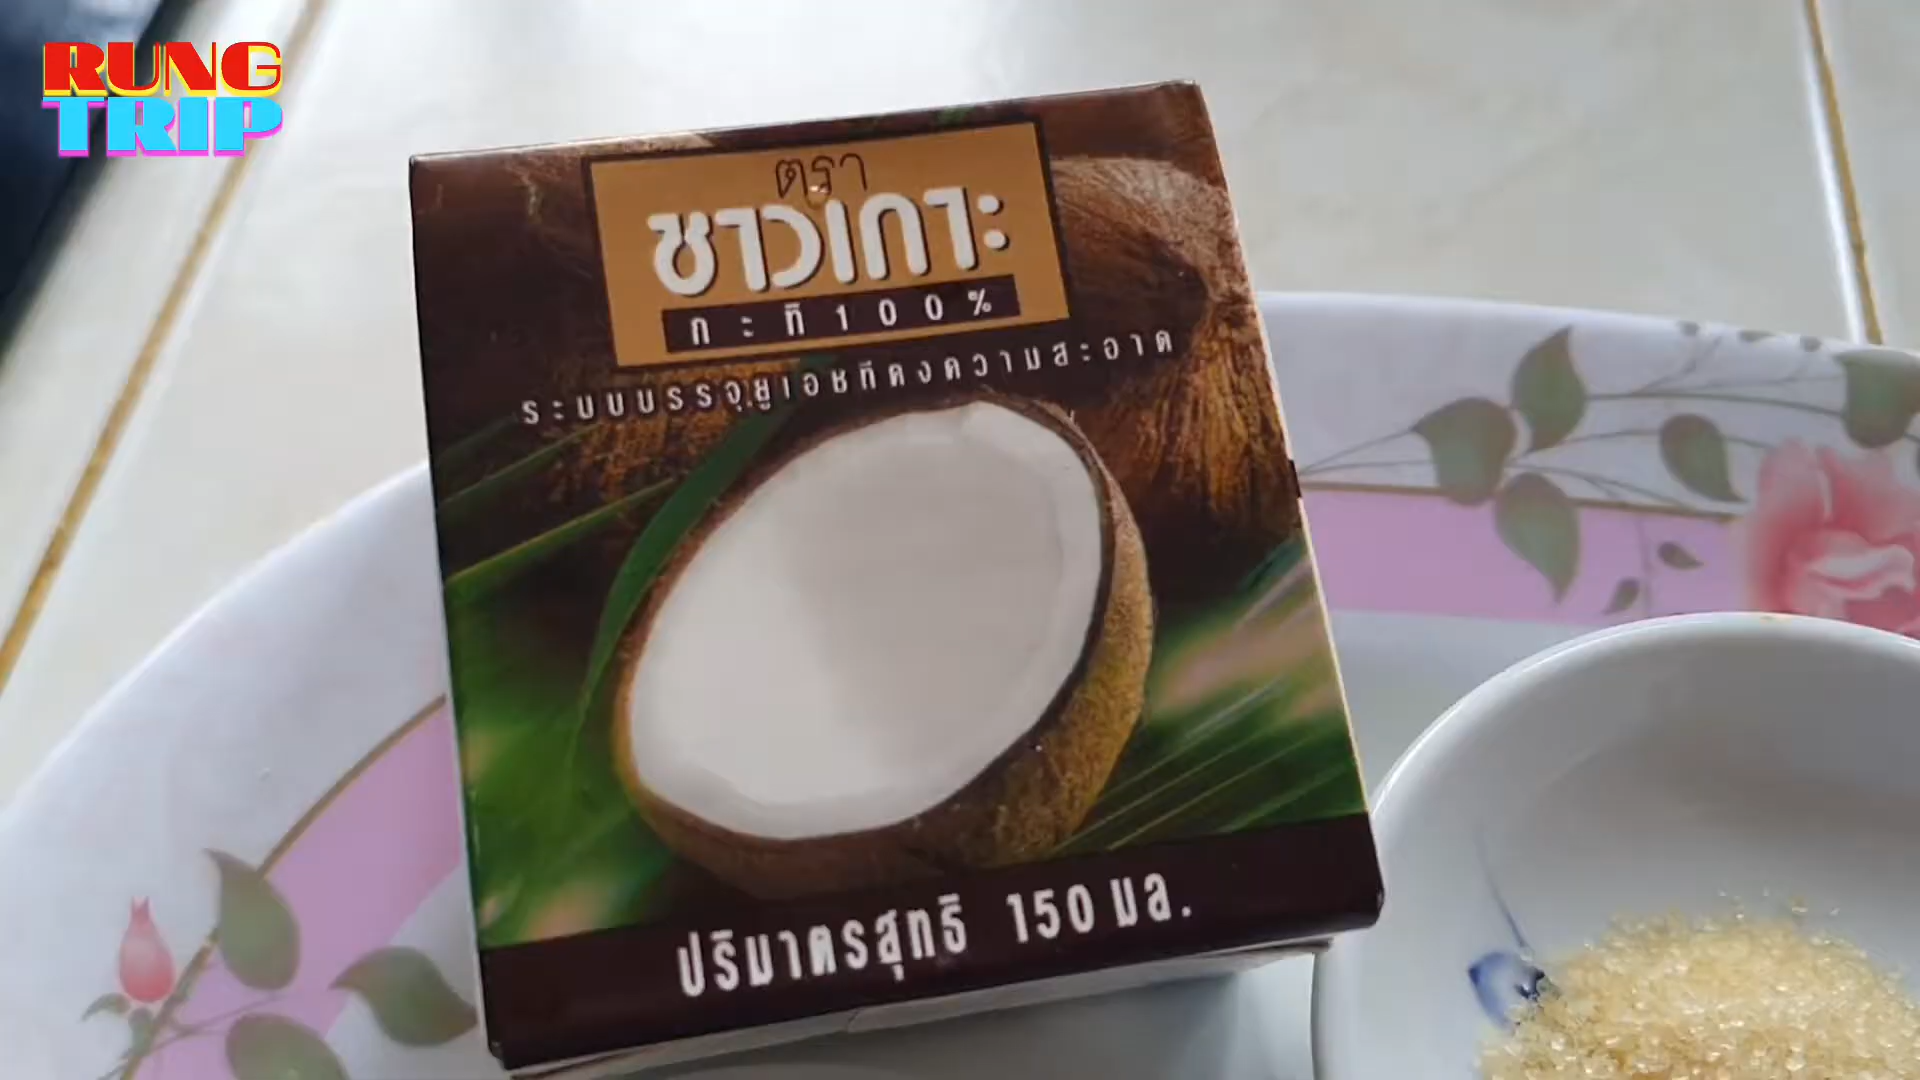 RUNG
TRIP
ตรา
ชาวเกาะ
กะทิ100%
ระบบบรรจุยูเอชทีคงความสะอาด
ปริมาตรสุทธิ 150 มล.